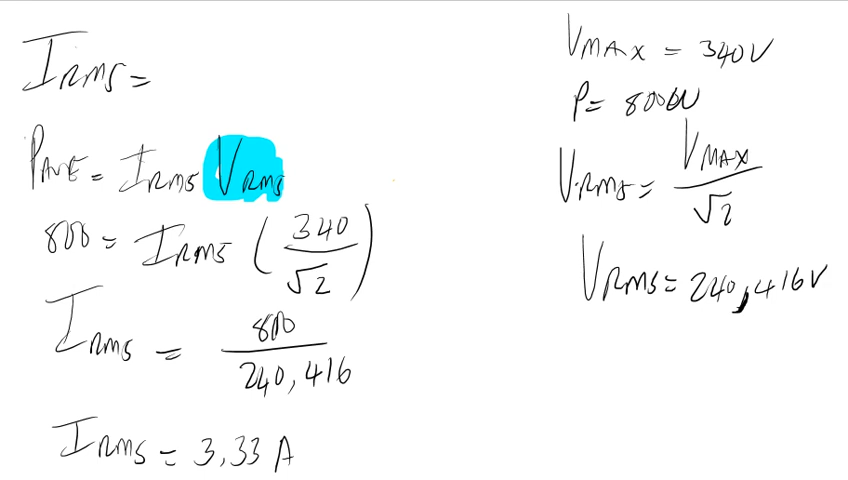 IRMS =
PAVE = IRMS VRMS
800 = IRMS (340/√2)
IRMS = 800/240,416
IRMS = 3,33 A
VMAX = 340V
P = 800W
VRMS = VMAX/√2
VRMS = 240,416V